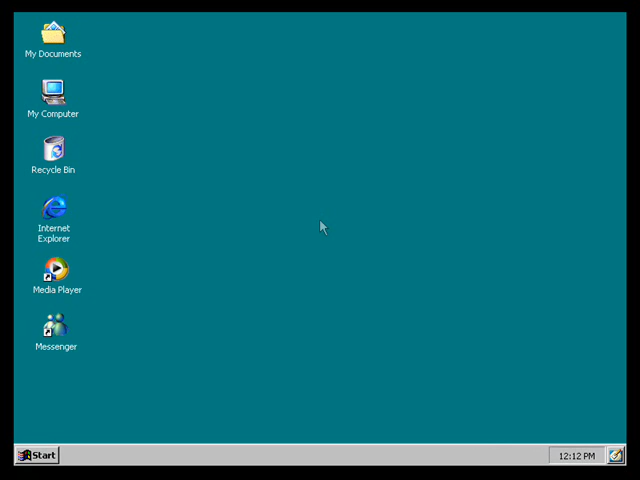 My Documents
My Computer
Recycle Bin
Internet
Explorer
Media Player
Messenger
Start
12:12 PM